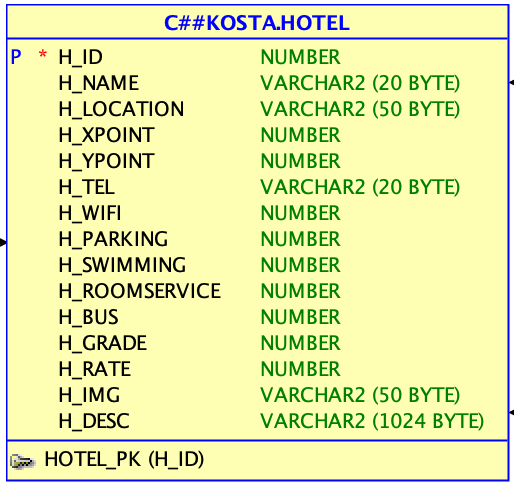 C##KOSTA.HOTEL
P * H_ID NUMBER
H_NAME VARCHAR2 (20 BYTE)
H_LOCATION VARCHAR2 (50 BYTE)
H_XPOINT NUMBER
H_YPOINT NUMBER
H_TEL VARCHAR2 (20 BYTE)
H_WIFI NUMBER
H_PARKING NUMBER
H_SWIMMING NUMBER
H_ROOMSERVICE NUMBER
H_BUS NUMBER
H_GRADE NUMBER
H_RATE NUMBER
H_IMG VARCHAR2 (50 BYTE)
H_DESC VARCHAR2 (1024 BYTE)
HOTEL_PK (H_ID)